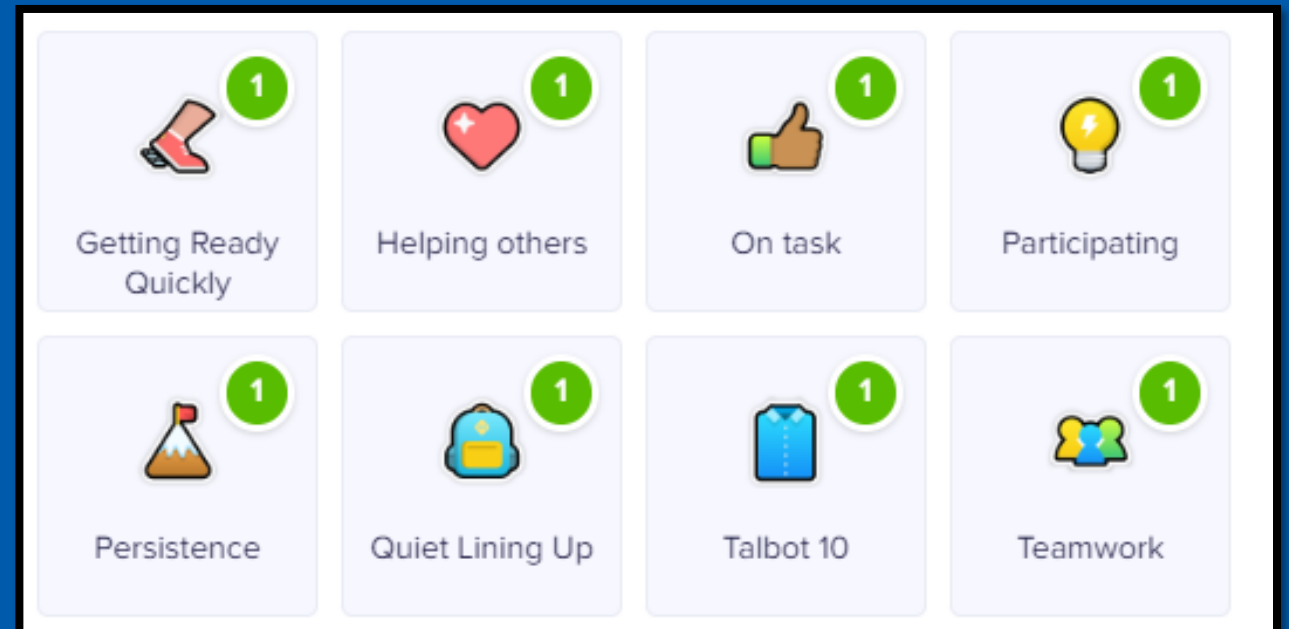 1
1
1
1
Getting Ready
Quickly
Helping others
On task
Participating
1
1
1
1
Persistence
Quiet Lining Up
Talbot 10
Teamwork